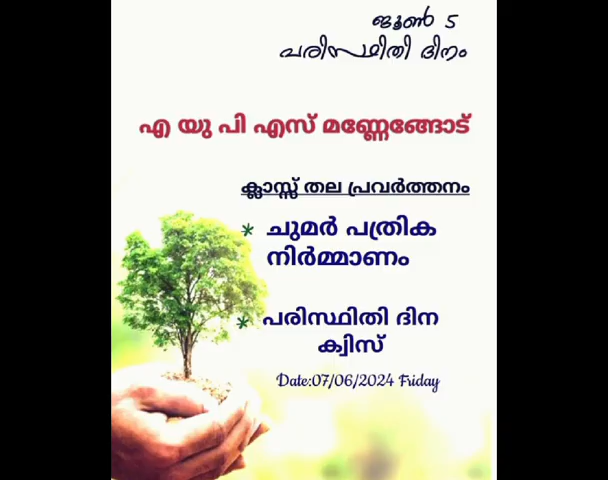 ജൂൺ 5
പരിസ്ഥിതി ദിനം
എ യു പി എസ് മണ്ണേങ്ങോട്
ക്ലാസ്സ് തല പ്രവർത്തനം
* ചുമർ പത്രിക
നിർമ്മാണം
* പരിസ്ഥിതി ദിന
ക്വിസ്
Date:07/06/2024 Friday